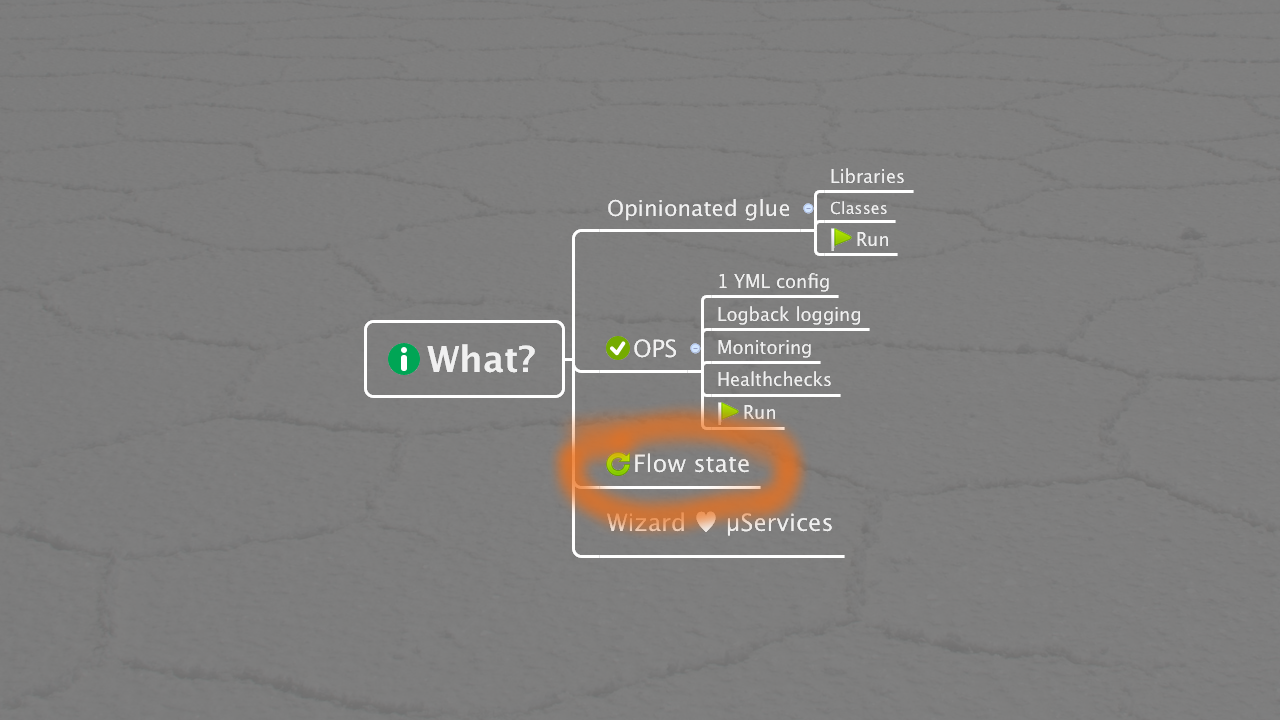 Libraries
Opinionated glue
Classes
Run
1 YML config
Logback logging
What?
OPS
Monitoring
Healthchecks
Run
Flow state
Wizard ♥ µServices